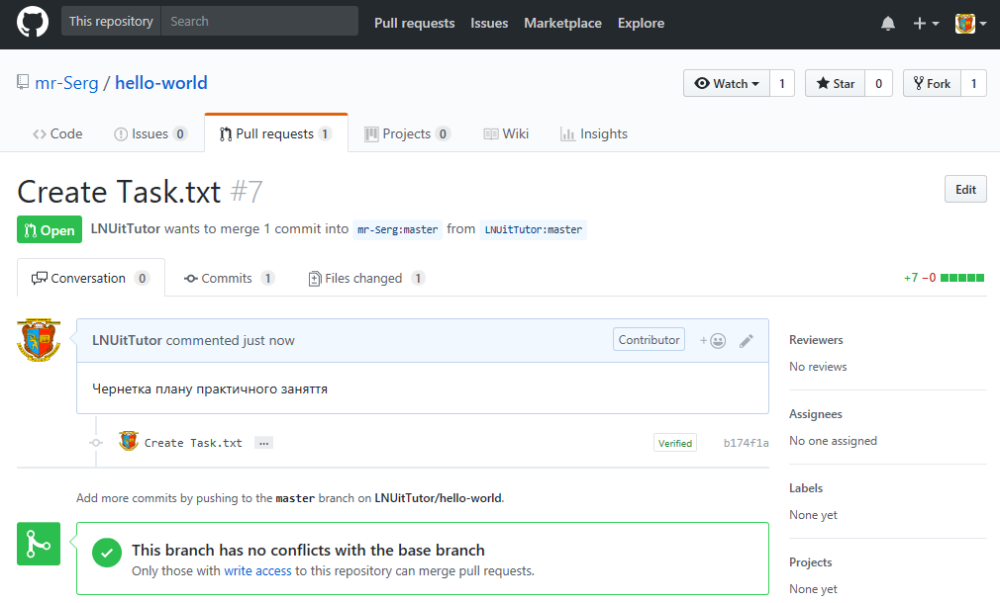 This repository Search Pull requests Issues Marketplace Explore
mr-Serg / hello-world Watch 1 Star 0 Fork 1
Code Issues 0 Pull requests 1 Projects 0 Wiki Insights
Create Task.txt #7 Edit
Open LNUitTutor wants to merge 1 commit into mr-Serg:master from LNUitTutor:master
Conversation 0 Commits 1 Files changed 1 +7 −0
LNUitTutor commented just now Contributor
Чернетка плану практичного заняття
Create Task.txt … Verified b174f1a
Add more commits by pushing to the master branch on LNUitTutor/hello-world.
This branch has no conflicts with the base branch
Only those with write access to this repository can merge pull requests.
Reviewers
No reviews
Assignees
No one assigned
Labels
None yet
Projects
None yet